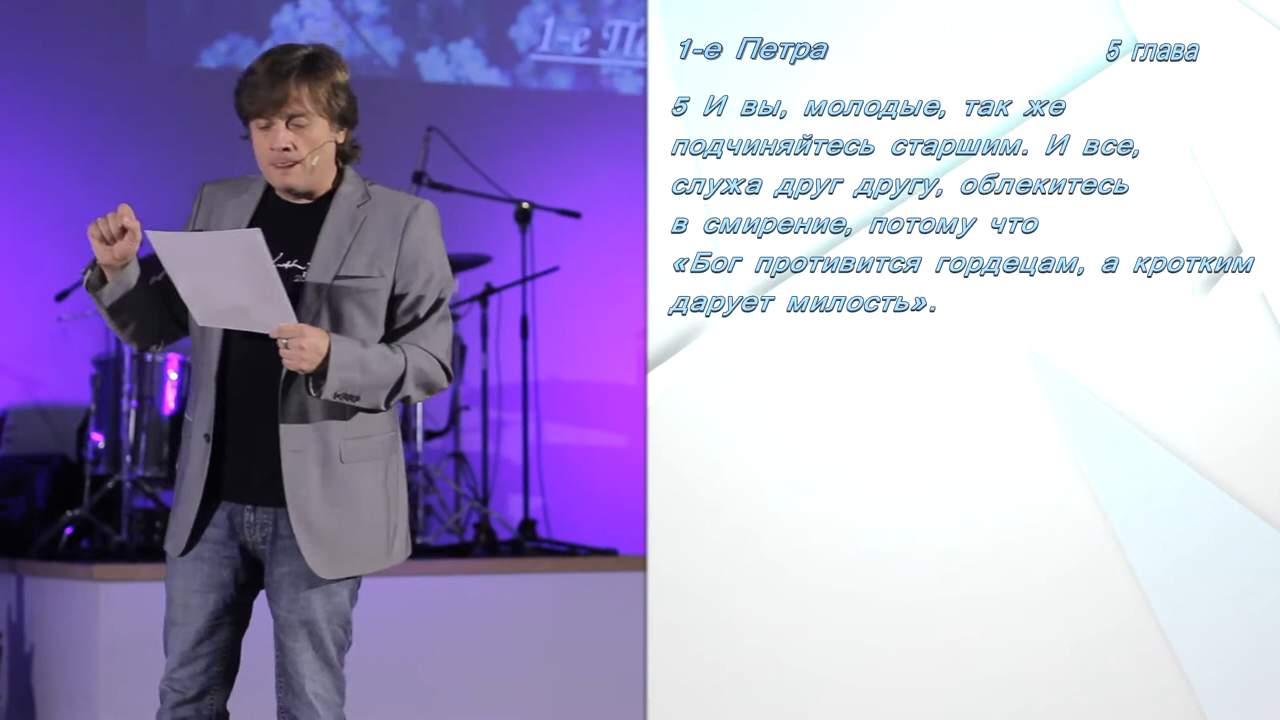 1-е П
1-е Петра 5 глава
5 И вы, молодые, так же
подчиняйтесь старшим. И все,
служа друг другу, облекитесь
в смирение, потому что
«Бог противится гордецам, а кротким
дарует милость».